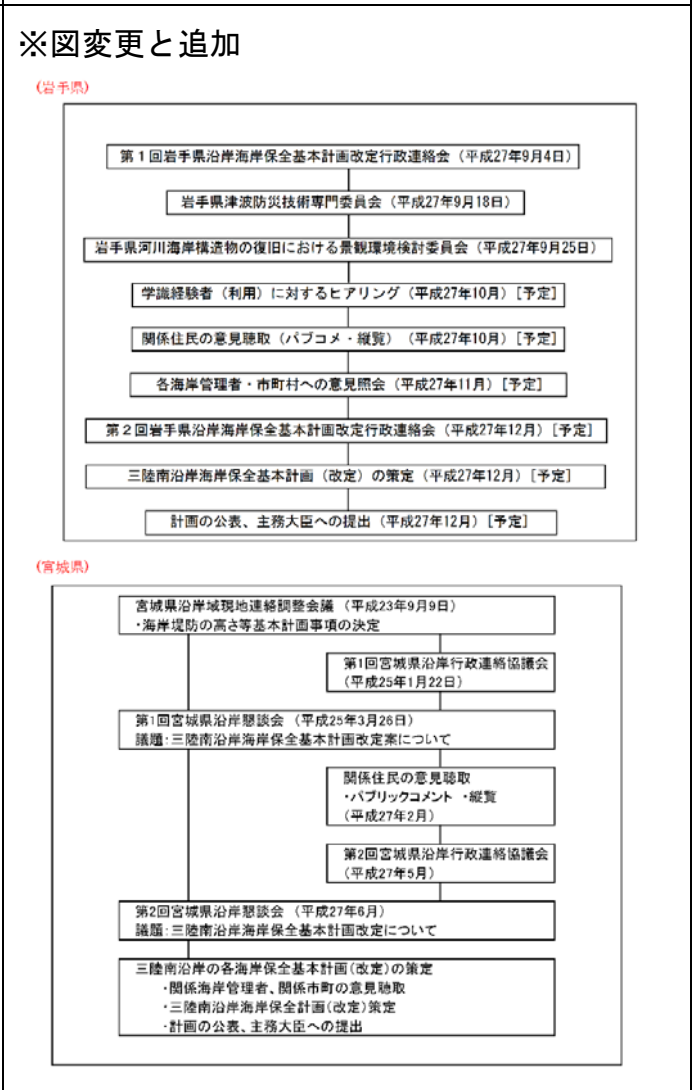 ※図変更と追加
(岩手県)
第1回岩手県沿岸海岸保全基本計画改定行政連絡会（平成27年9月4日）
岩手県津波防災技術専門委員会（平成27年9月18日）
岩手県河川海岸構造物の復旧における景観環境検討委員会（平成27年9月25日）
学識経験者（利用）に対するヒアリング（平成27年10月）[予定]
関係住民の意見聴取（パブコメ・縦覧）（平成27年10月）[予定]
各海岸管理者・市町村への意見照会（平成27年11月）[予定]
第2回岩手県沿岸海岸保全基本計画改定行政連絡会（平成27年12月）[予定]
三陸南沿岸海岸保全基本計画（改定）の策定（平成27年12月）[予定]
計画の公表、主務大臣への提出（平成27年12月）[予定]
(宮城県)
宮城県沿岸域現地連絡調整会議（平成23年9月9日）
・海岸堤防の高さ等基本計画事項の決定
第1回宮城県沿岸行政連絡協議会
（平成25年1月22日）
第1回宮城県沿岸懇談会（平成25年3月26日）
議題:三陸南沿岸海岸保全基本計画改定案について
関係住民の意見聴取
・パブリックコメント ・縦覧
（平成27年2月）
第2回宮城県沿岸行政連絡協議会
（平成27年5月）
第2回宮城県沿岸懇談会（平成27年6月）
議題:三陸南沿岸海岸保全基本計画改定について
三陸南沿岸の各海岸保全基本計画(改定)の策定
・関係海岸管理者、関係市町の意見聴取
・三陸南沿岸海岸保全計画(改定)策定
・計画の公表、主務大臣への提出